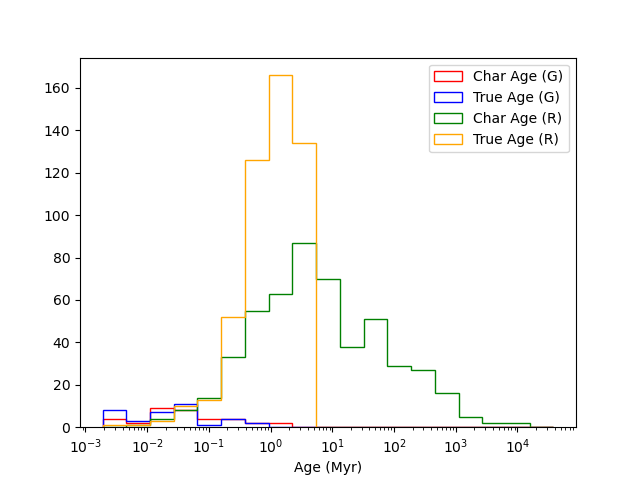 Char Age (G)
True Age (G)
Char Age (R)
True Age (R)
160
140
120
100
80
60
40
20
0
10⁻³ 10⁻² 10⁻¹ 10⁰ 10¹ 10² 10³ 10⁴
Age (Myr)